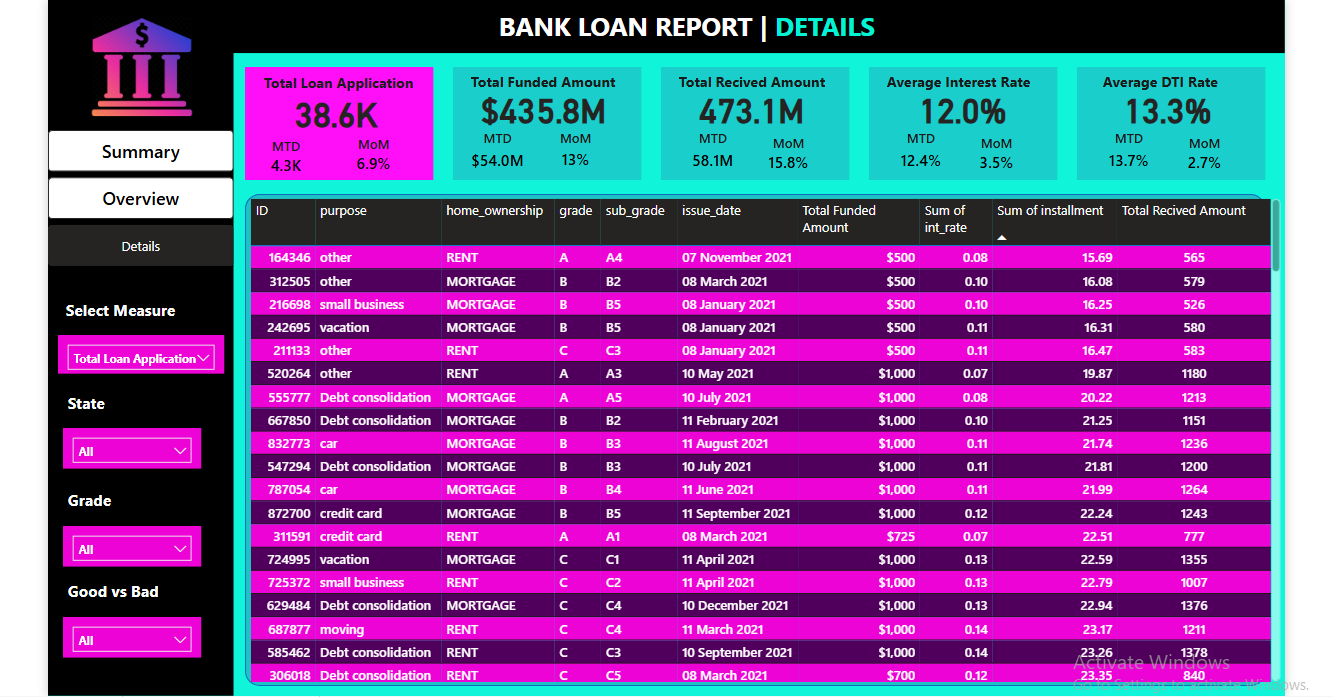 $
BANK LOAN REPORT | DETAILS
Summary
Overview
Details
Select Measure
Total Loan Application
State
All
Grade
All
Good vs Bad
All
Total Loan Application
38.6K
MTD MoM
4.3K 6.9%
Total Funded Amount
$435.8M
MTD MoM
$54.0M 13%
Total Recived Amount
473.1M
MTD MoM
58.1M 15.8%
Average Interest Rate
12.0%
MTD MoM
12.4% 3.5%
Average DTI Rate
13.3%
MTD MoM
13.7% 2.7%
ID purpose home_ownership grade sub_grade issue_date Total Funded Amount Sum of int_rate Sum of installment Total Recived Amount
164346 other RENT A A4 07 November 2021 $500 0.08 15.69 565
312505 other MORTGAGE B B2 08 March 2021 $500 0.10 16.08 579
216698 small business MORTGAGE B B5 08 January 2021 $500 0.10 16.25 526
242695 vacation MORTGAGE B B5 08 January 2021 $500 0.11 16.31 580
211133 other RENT C C3 08 January 2021 $500 0.11 16.47 583
520264 other RENT A A3 10 May 2021 $1,000 0.07 19.87 1180
555777 Debt consolidation MORTGAGE A A5 10 July 2021 $1,000 0.08 20.22 1213
667850 Debt consolidation MORTGAGE B B2 11 February 2021 $1,000 0.10 21.25 1151
832773 car MORTGAGE B B3 11 August 2021 $1,000 0.11 21.74 1236
547294 Debt consolidation MORTGAGE B B3 10 July 2021 $1,000 0.11 21.81 1200
787054 car MORTGAGE B B4 11 June 2021 $1,000 0.11 21.99 1264
872700 credit card MORTGAGE B B5 11 September 2021 $1,000 0.12 22.24 1243
311591 credit card RENT A A1 08 March 2021 $725 0.07 22.51 777
724995 vacation MORTGAGE C C1 11 April 2021 $1,000 0.13 22.59 1355
725372 small business RENT C C2 11 April 2021 $1,000 0.13 22.79 1007
629484 Debt consolidation MORTGAGE C C4 10 December 2021 $1,000 0.13 22.94 1376
687877 moving RENT C C4 11 March 2021 $1,000 0.14 23.17 1211
585462 Debt consolidation RENT C C3 10 September 2021 $1,000 0.14 23.26 1378
306018 Debt consolidation RENT C C5 08 March 2021 $700 0.12 23.35 840
Activate Windows
Go to Settings to activate Windows.